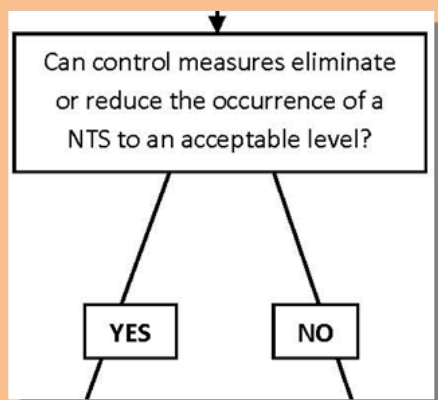 Can control measures eliminate
or reduce the occurrence of a
NTS to an acceptable level?
YES
NO